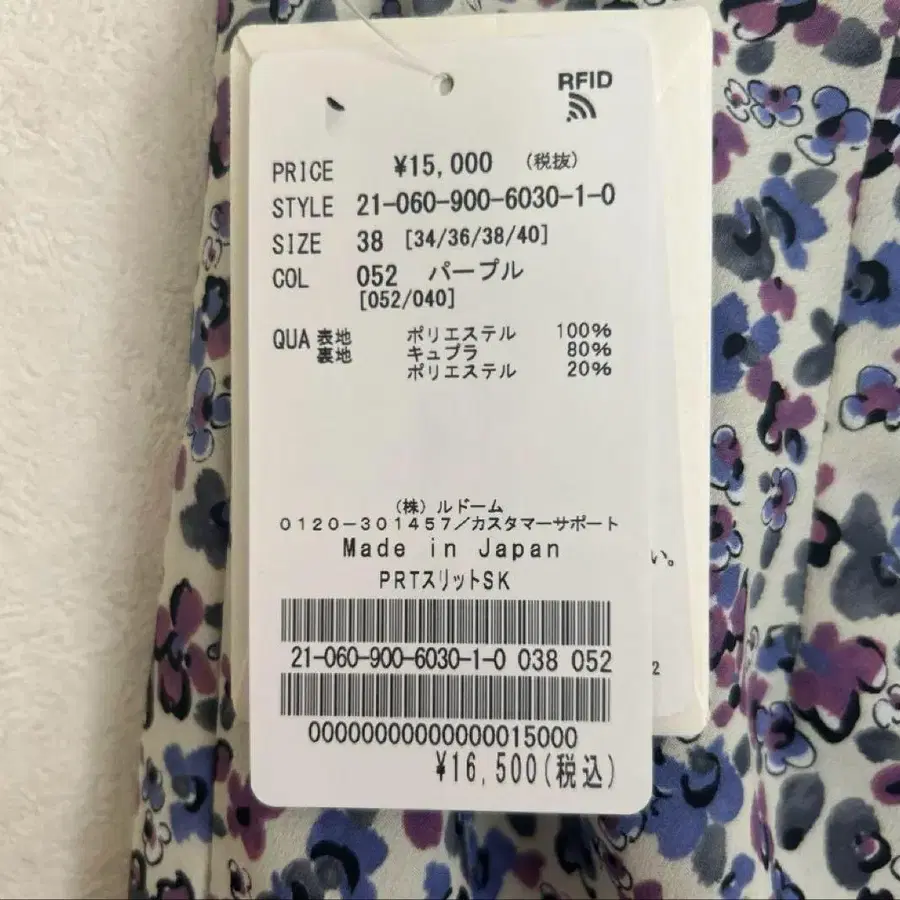 RFID
PRICE ¥15,000 (税抜)
STYLE 21-060-900-6030-1-0
SIZE 38 [34/36/38/40]
COL 052 パープル
[052/040]
QUA 表地 ポリエステル 100%
裏地 キュプラ 80%
ポリエステル 20%
(株) ルドーム
0120-301457/カスタマーサポート
Made in Japan
い。
PRTスリットSK
21-060-900-6030-1-0 038 052
2
00000000000000015000
¥16,500(税込)